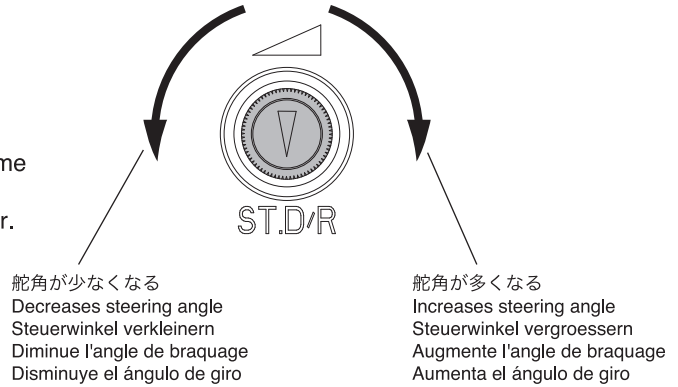 me
r.
ST.D/R
舵角が少なくなる
Decreases steering angle
Steuerwinkel verkleinern
Diminue l'angle de braquage
Disminuye el ángulo de giro
舵角が多くなる
Increases steering angle
Steuerwinkel vergroessern
Augmente l'angle de braquage
Aumenta el ángulo de giro